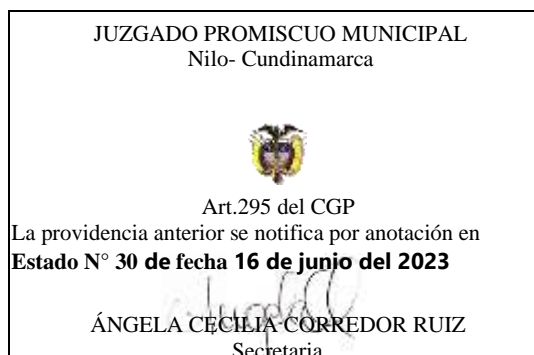 JUZGADO PROMISCUO MUNICIPAL
Nilo- Cundinamarca
Art.295 del CGP
La providencia anterior se notifica por anotación en
Estado N° 30 de fecha 16 de junio del 2023
ÁNGELA CECILIA CORREDOR RUIZ
Secretaria